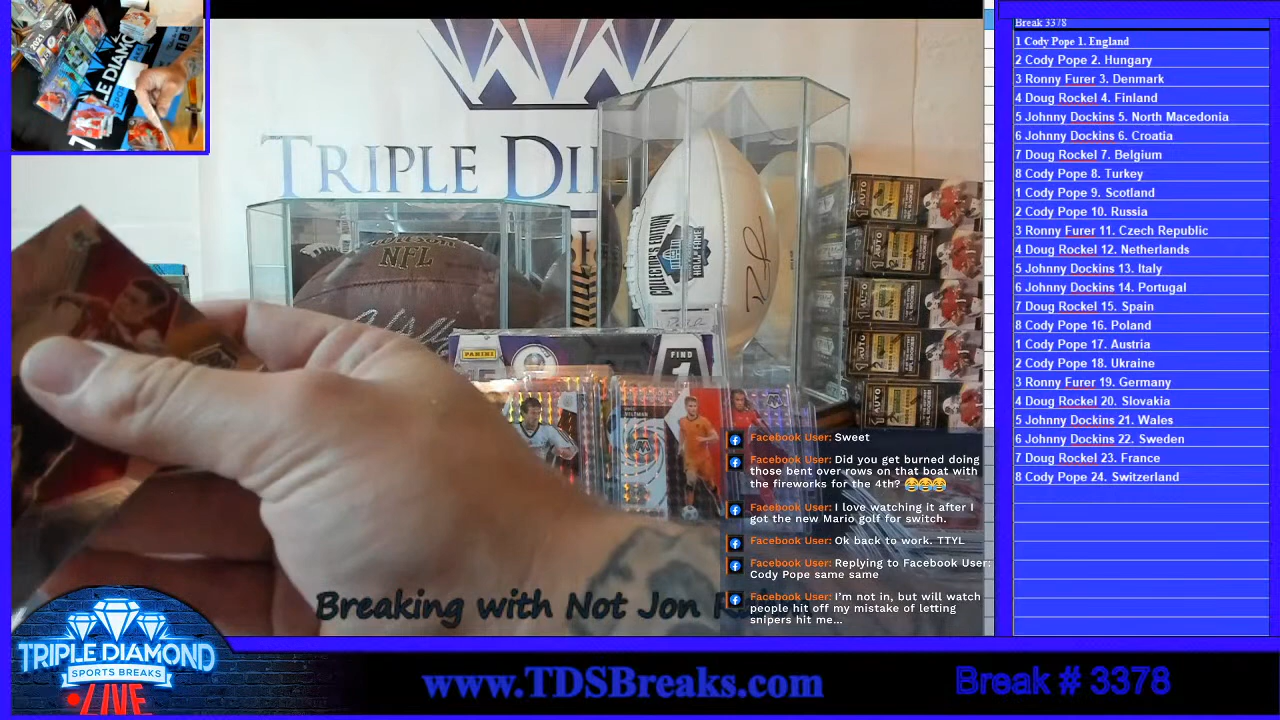 LE DIAMO
TRIPLE DI
NFL
COLLECTOR'S EDITION
PANINI
FIND
1
1 AUTO
Break 3378
1 Cody Pope 1. England
2 Cody Pope 2. Hungary
3 Ronny Furer 3. Denmark
4 Doug Rockel 4. Finland
5 Johnny Dockins 5. North Macedonia
6 Johnny Dockins 6. Croatia
7 Doug Rockel 7. Belgium
8 Cody Pope 8. Turkey
1 Cody Pope 9. Scotland
2 Cody Pope 10. Russia
3 Ronny Furer 11. Czech Republic
4 Doug Rockel 12. Netherlands
5 Johnny Dockins 13. Italy
6 Johnny Dockins 14. Portugal
7 Doug Rockel 15. Spain
8 Cody Pope 16. Poland
1 Cody Pope 17. Austria
2 Cody Pope 18. Ukraine
3 Ronny Furer 19. Germany
4 Doug Rockel 20. Slovakia
5 Johnny Dockins 21. Wales
6 Johnny Dockins 22. Sweden
7 Doug Rockel 23. France
8 Cody Pope 24. Switzerland
Facebook User: Sweet
Facebook User: Did you get burned doing
those bent over rows on that boat with
the fireworks for the 4th? 😂😂😂
Facebook User: I love watching it after I
got the new Mario golf for switch.
Facebook User: Ok back to work. TTYL
Facebook User: Replying to Facebook User:
Cody Pope same same
Facebook User: I'm not in, but will watch
people hit off my mistake of letting
snipers hit me...
Breaking with Not Jon
TRIPLE DIAMOND
SPORTS BREAKS
LIVE
www.TDSBreaks.com
Break # 3378